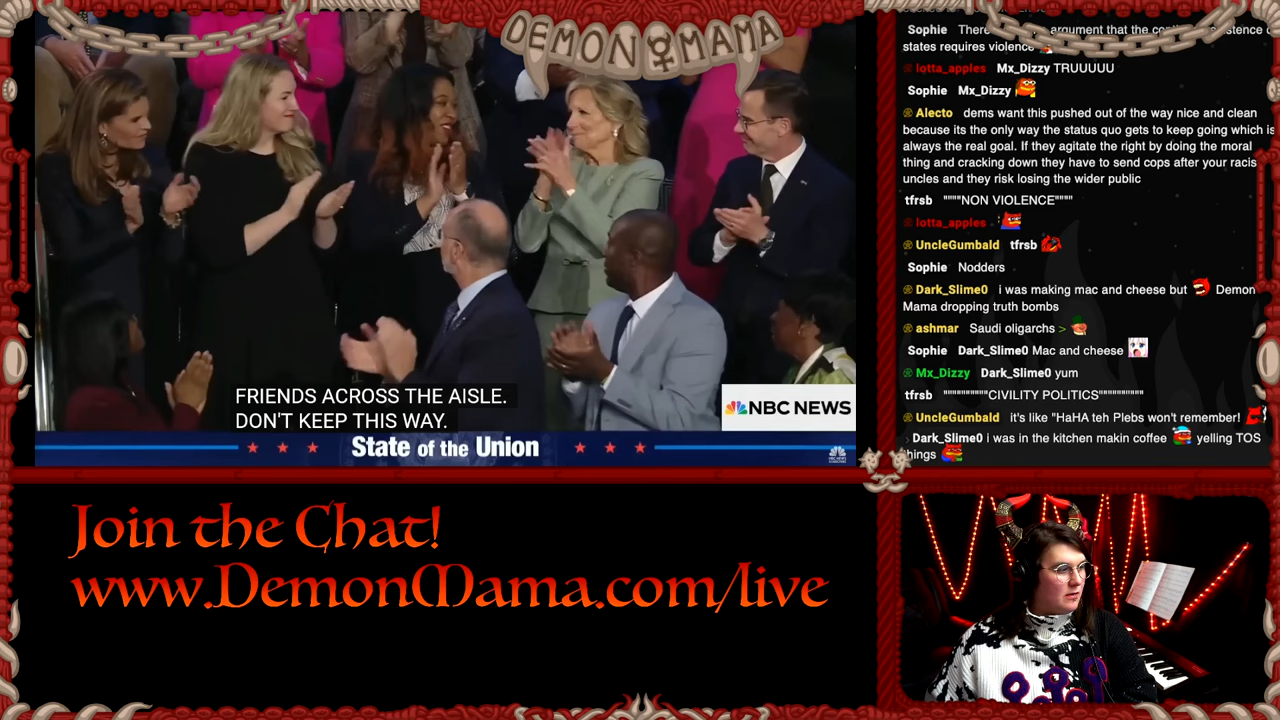 DEMON MAMA
FRIENDS ACROSS THE AISLE.
DON'T KEEP THIS WAY.
NBC NEWS
State of the Union
Join the Chat!
www.DemonMama.com/live
Sophie There argument that the
states requires violence
lotta_apples Mx_Dizzy TRUUUUU
Sophie Mx_Dizzy
Alecto dems want this pushed out of the way nice and clean
because its the only way the status quo gets to keep going which is
always the real goal. If they agitate the right by doing the moral
thing and cracking down they have to send cops after your racis
uncles and they risk losing the wider public
tfrsb """"NON VIOLENCE""""
lotta_apples
UncleGumbald tfrsb
Sophie Nodders
Dark_Slime0 i was making mac and cheese but Demon
Mama dropping truth bombs
ashmar Saudi oligarchs >
Sophie Dark_Slime0 Mac and cheese
Mx_Dizzy Dark_Slime0 yum
tfrsb """"""""""CIVILITY POLITICS""""""""""
UncleGumbald it's like "HaHA teh Plebs won't remember!
Dark_Slime0 i was in the kitchen makin coffee yelling TOS
hings